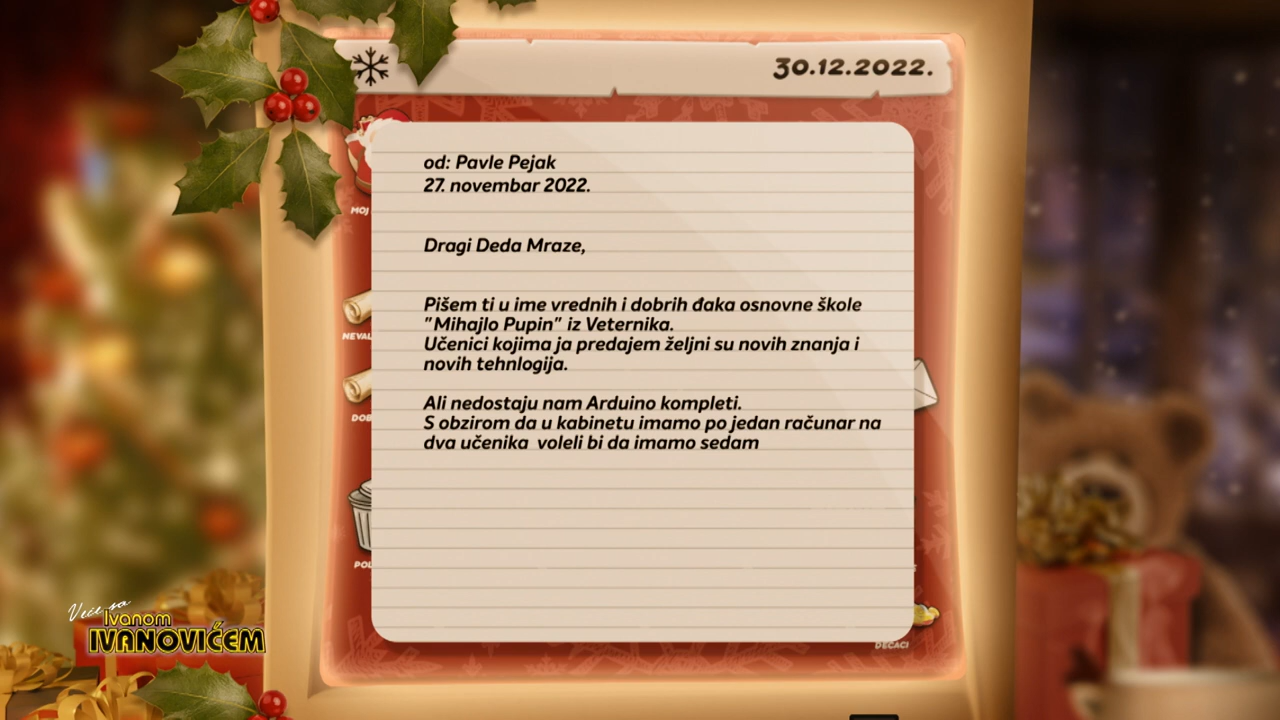 30.12.2022.
od: Pavle Pejak
27. novembar 2022.
Dragi Deda Mraze,
Pišem ti u ime vrednih i dobrih đaka osnovne škole
"Mihajlo Pupin" iz Veternika.
Učenici kojima ja predajem željni su novih znanja i
novih tehnlogija.
Ali nedostaju nam Arduino kompleti.
S obzirom da u kabinetu imamo po jedan računar na
dva učenika voleli bi da imamo sedam
MOJ
DEČACI
Veče sa
Ivanom
IVANOVIĆEM